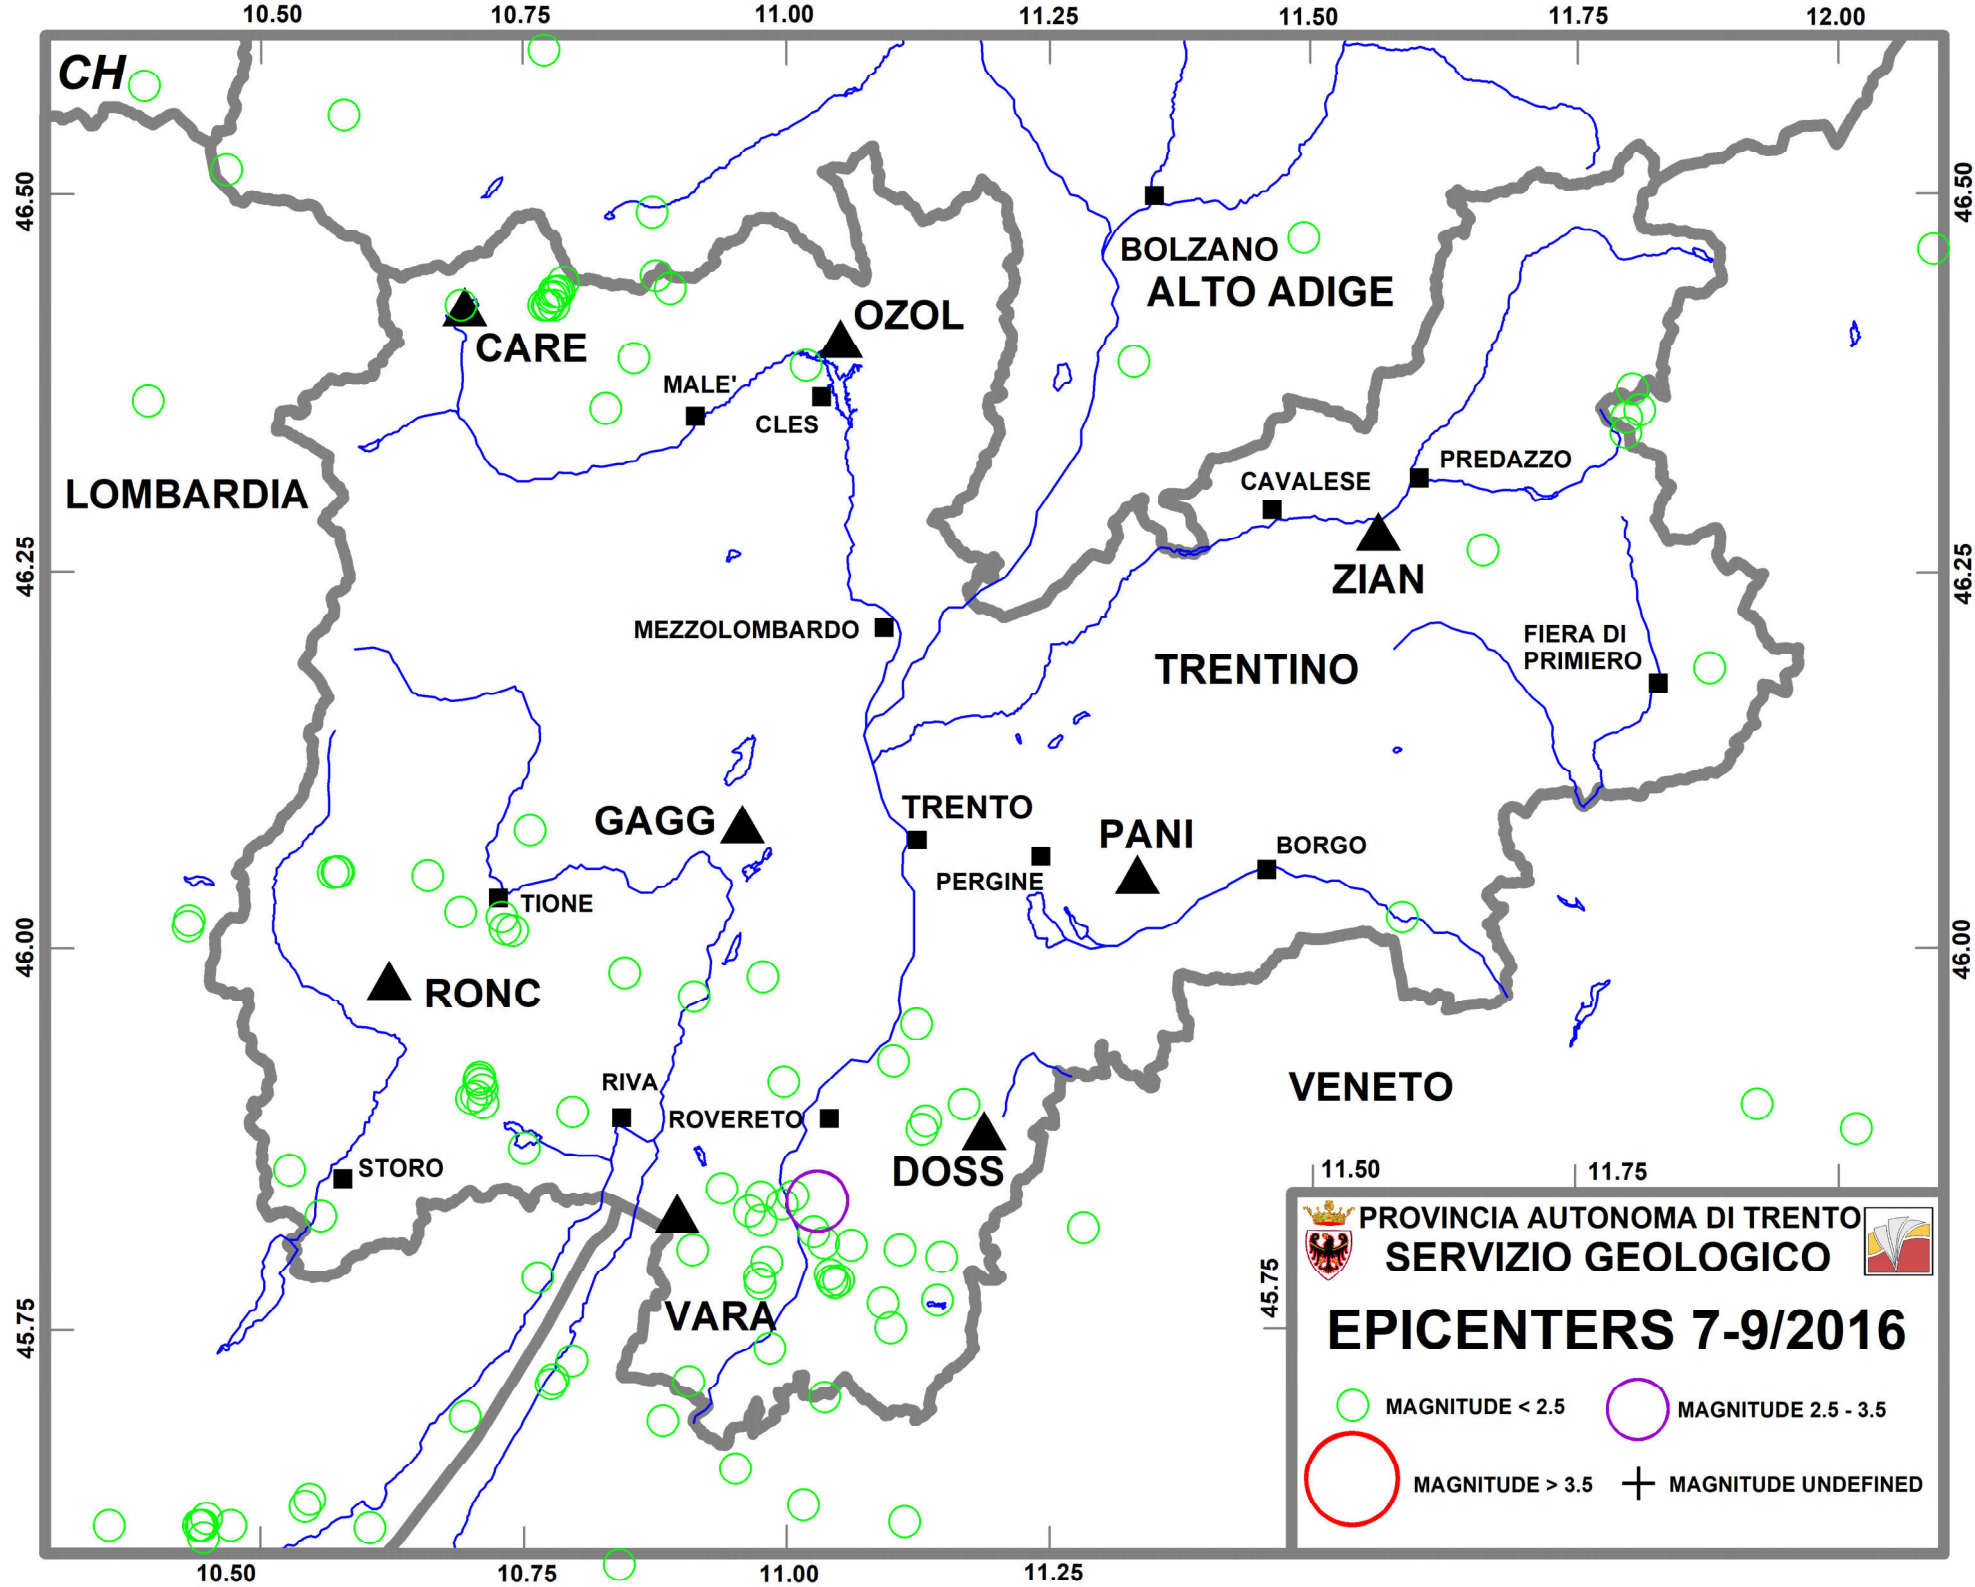 10.50 10.75 11.00 11.25 11.50 11.75 12.00
CH
46.50
46.50
BOLZANO
ALTO ADIGE
OZOL
CARE
MALE'
CLES
LOMBARDIA
PREDAZZO
CAVALESE
46.25
46.25
ZIAN
MEZZOLOMBARDO
FIERA DI
PRIMIERO
TRENTINO
TRENTO
GAGG
PANI
BORGO
PERGINE
TIONE
46.00
46.00
RONC
RIVA
VENETO
ROVERETO
STORO
DOSS
11.50 11.75
PROVINCIA AUTONOMA DI TRENTO
SERVIZIO GEOLOGICO
45.75
45.75
VARA
EPICENTERS 7-9/2016
MAGNITUDE < 2.5
MAGNITUDE 2.5 - 3.5
MAGNITUDE > 3.5
MAGNITUDE UNDEFINED
10.50 10.75 11.00 11.25